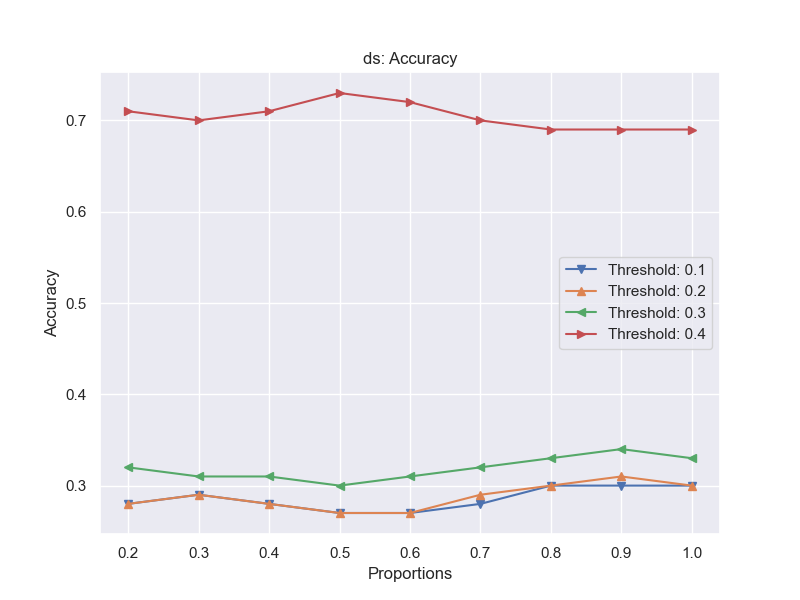 ds: Accuracy
Accuracy
0.7
0.6
0.5
0.4
0.3
Threshold: 0.1
Threshold: 0.2
Threshold: 0.3
Threshold: 0.4
0.2 0.3 0.4 0.5 0.6 0.7 0.8 0.9 1.0
Proportions